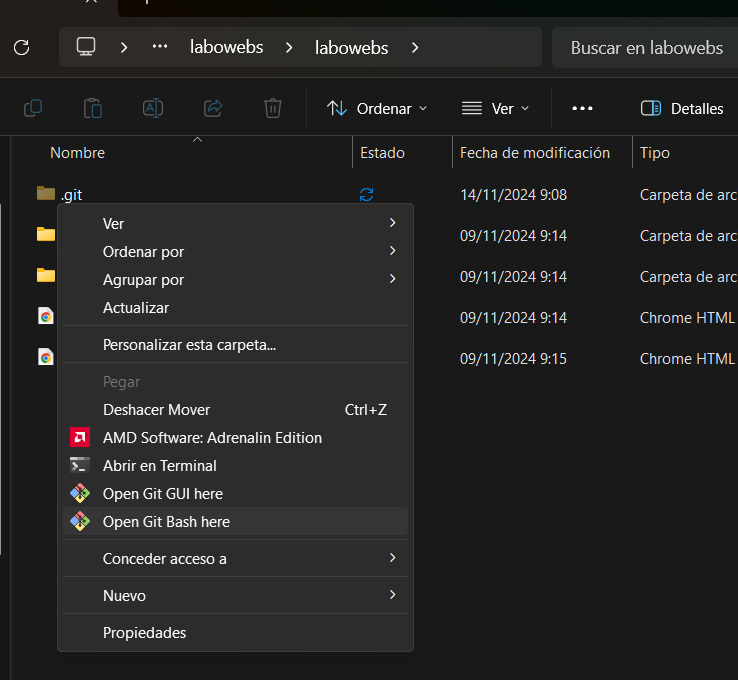 labowebs
labowebs
Buscar en labowebs
Ordenar
Ver
Detalles
Nombre
Estado
Fecha de modificación
Tipo
.git
14/11/2024 9:08
Carpeta de arc
09/11/2024 9:14
Carpeta de arc
09/11/2024 9:14
Carpeta de arc
09/11/2024 9:14
Chrome HTML
09/11/2024 9:15
Chrome HTML
Ver
Ordenar por
Agrupar por
Actualizar
Personalizar esta carpeta...
Pegar
Deshacer Mover Ctrl+Z
AMD Software: Adrenalin Edition
Abrir en Terminal
Open Git GUI here
Open Git Bash here
Conceder acceso a
Nuevo
Propiedades